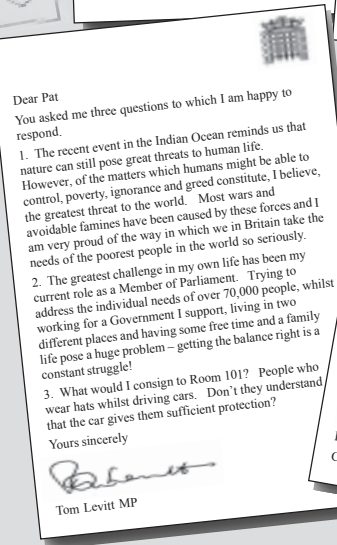 Dear Pat
You asked me three questions to which I am happy to
respond.
1. The recent event in the Indian Ocean reminds us that
nature can still pose great threats to human life.
However, of the matters which humans might be able to
control, poverty, ignorance and greed constitute, I believe,
the greatest threat to the world. Most wars and
avoidable famines have been caused by these forces and I
am very proud of the way in which we in Britain take the
needs of the poorest people in the world so seriously.
2. The greatest challenge in my own life has been my
current role as a Member of Parliament. Trying to
address the individual needs of over 70,000 people, whilst
working for a Government I support, living in two
different places and having some free time and a family
life pose a huge problem – getting the balance right is a
constant struggle!
3. What would I consign to Room 101? People who
wear hats whilst driving cars. Don't they understand
that the car gives them sufficient protection?
Yours sincerely
Tom Levitt MP